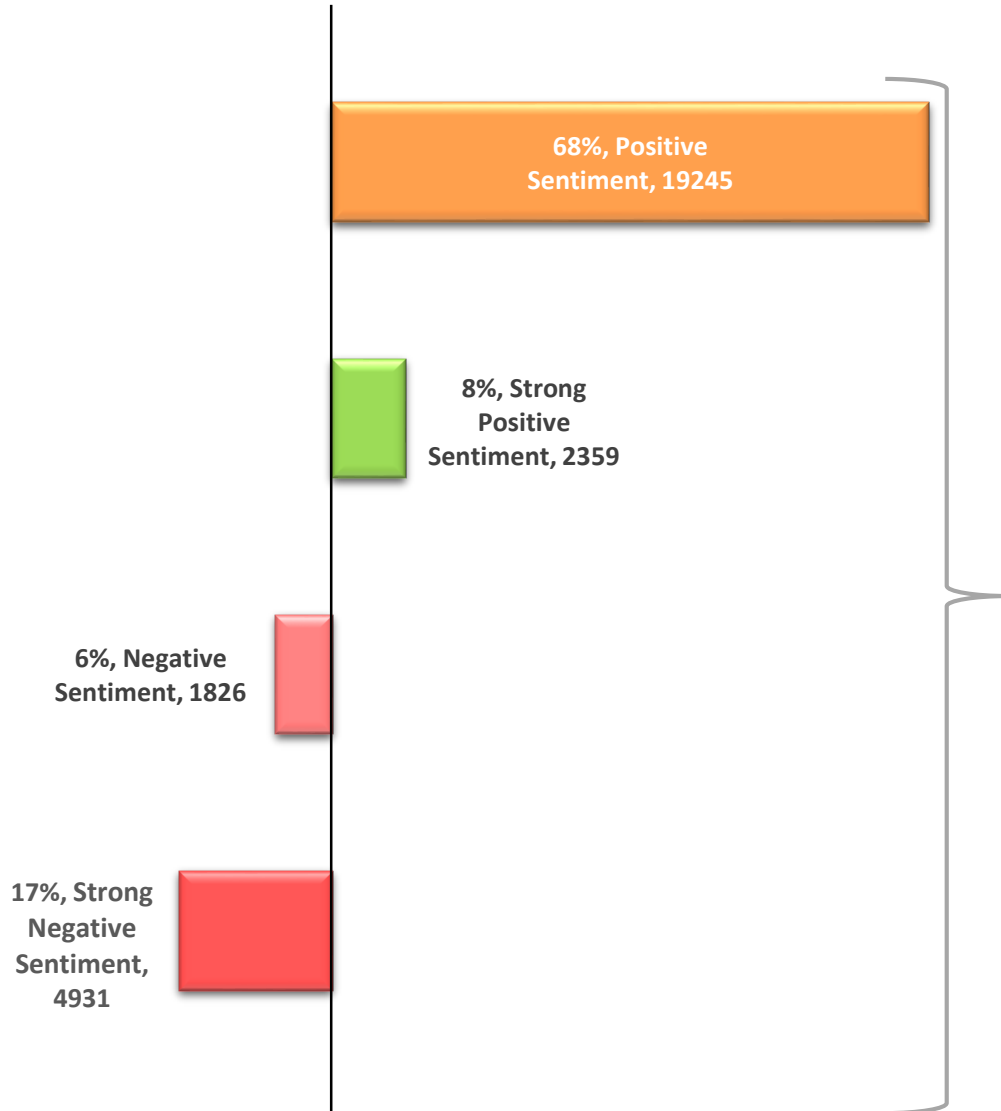 68%, Positive
Sentiment, 19245
8%, Strong
Positive
Sentiment, 2359
6%, Negative
Sentiment, 1826
17%, Strong
Negative
Sentiment,
4931